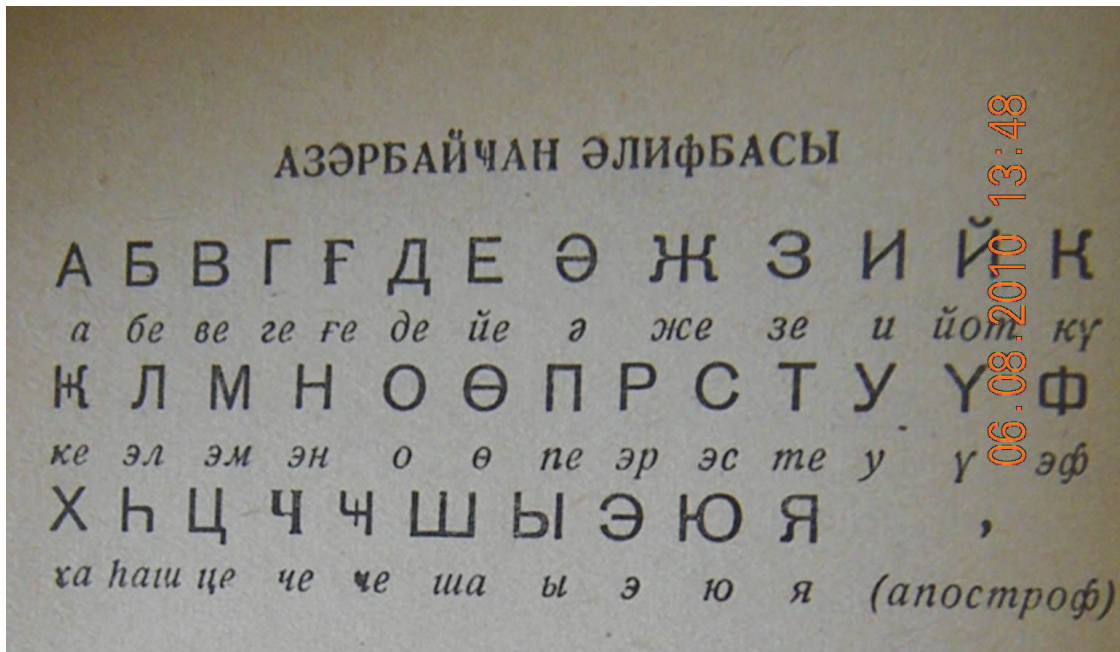 АЗӘРБАЙҸАН ӘЛИФБАСЫ
А Б В Г Ғ Д Е Ә Ж З И Й К
а бе ве ге ғе де йе ә же зе и йот кү
Ҝ Л М Н О Ө П Р С Т У Ү Ф
ке эл эм эн о ө пе эр эс те у ү эф
Х Һ Ц Ч Ҹ Ш Ы Э Ю Я ,
ха һаш це че ҹе ша ы э ю я (апостроф)
06.08.2010 13:48